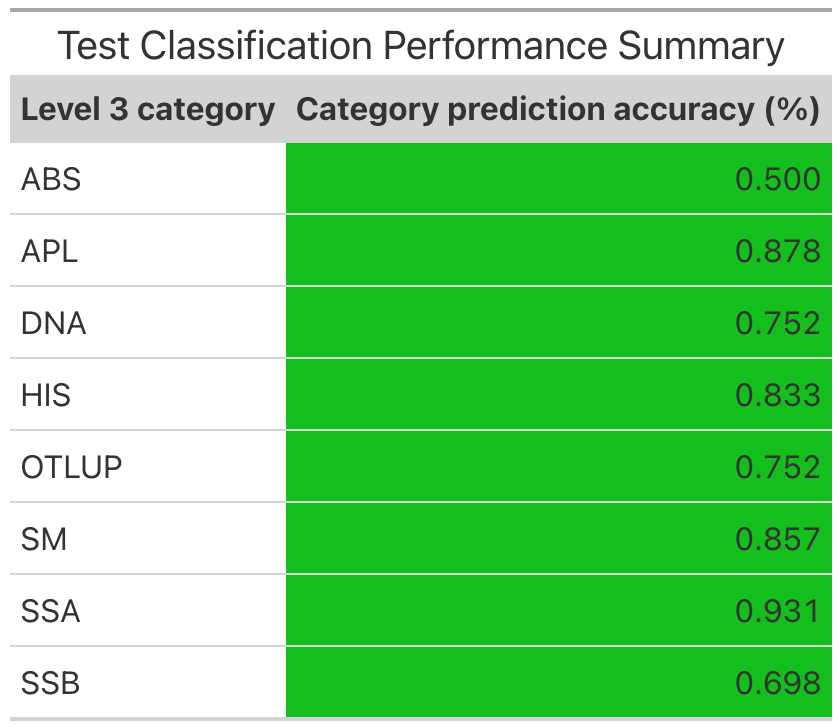 Test Classification Performance Summary
Level 3 category Category prediction accuracy (%)
ABS 0.500
APL 0.878
DNA 0.752
HIS 0.833
OTLUP 0.752
SM 0.857
SSA 0.931
SSB 0.698